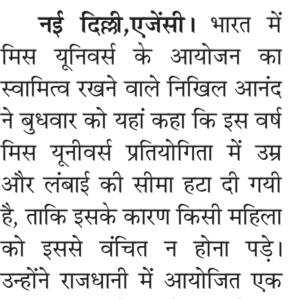 नई दिल्ली,एजेंसी। भारत में
मिस यूनिवर्स के आयोजन का
स्वामित्व रखने वाले निखिल आनंद
ने बुधवार को यहां कहा कि इस वर्ष
मिस यूनीवर्स प्रतियोगिता में उम्र
और लंबाई की सीमा हटा दी गयी
है, ताकि इसके कारण किसी महिला
को इससे वंचित न होना पड़े।
उन्होंने राजधानी में आयोजित एक